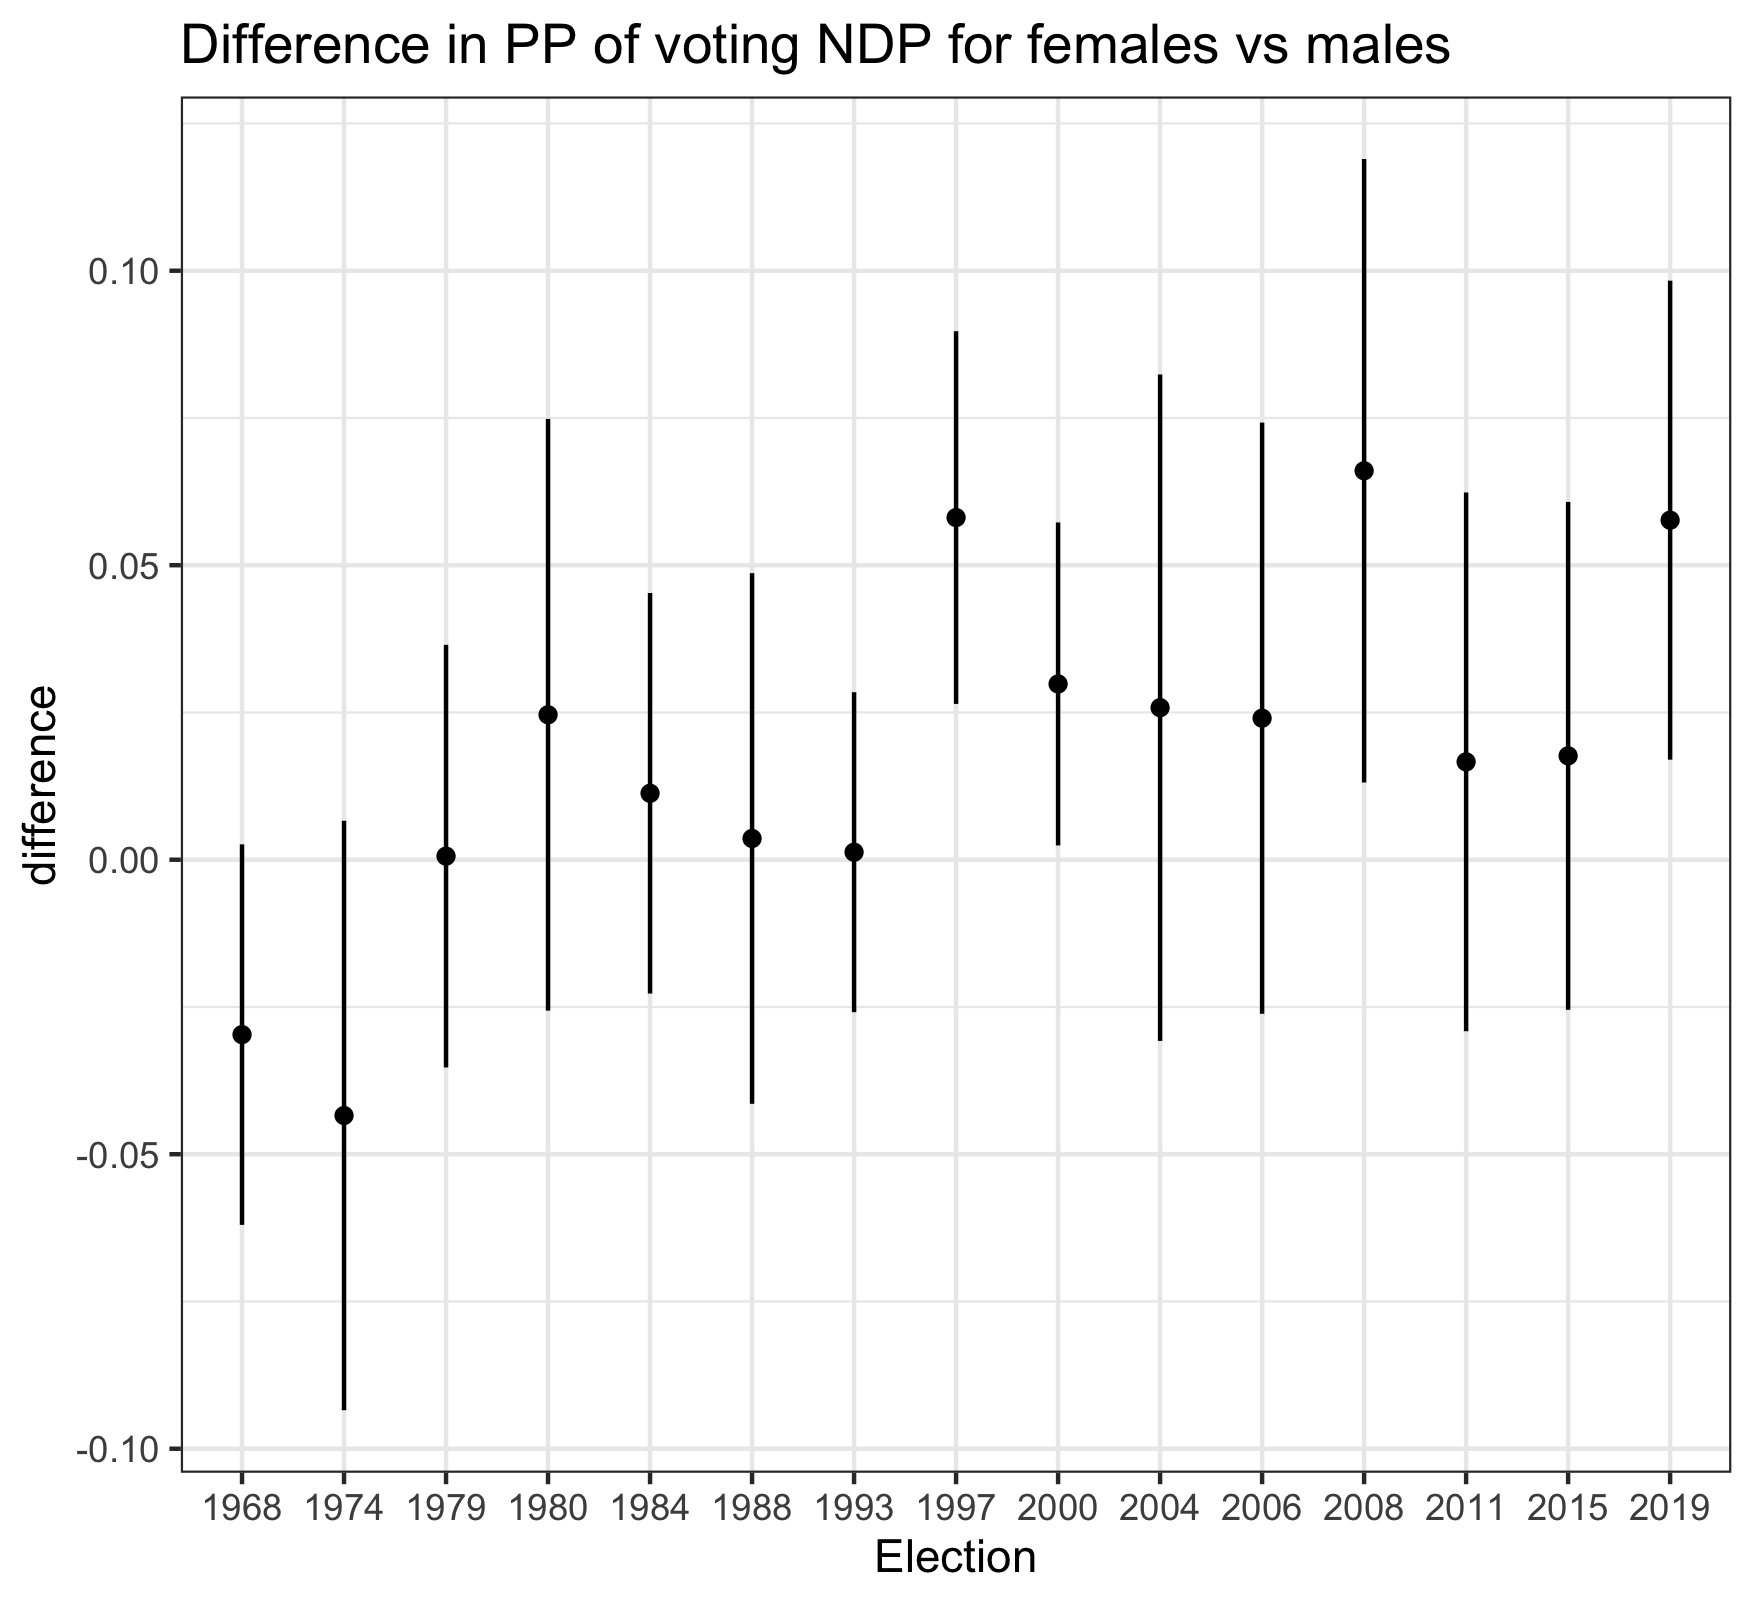 Difference in PP of voting NDP for females vs males
difference
0.10
0.05
0.00
-0.05
-0.10
1968 1974 1979 1980 1984 1988 1993 1997 2000 2004 2006 2008 2011 2015 2019
Election